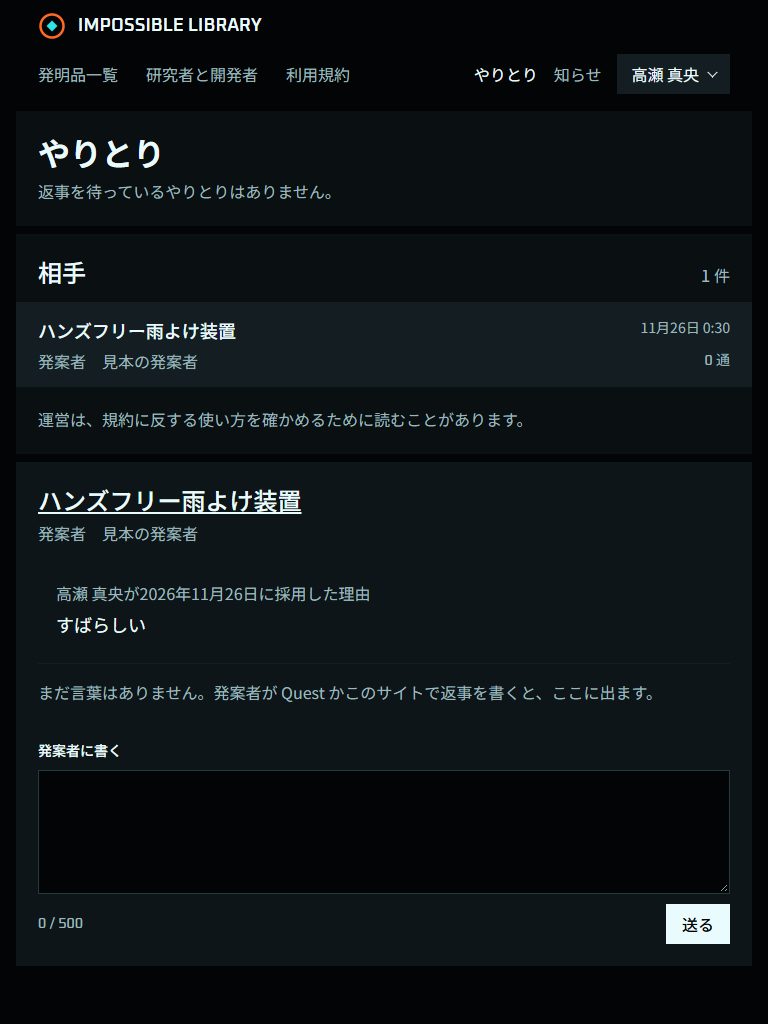 IMPOSSIBLE LIBRARY
発明品一覧 研究者と開発者 利用規約 やりとり 知らせ 高瀬 真央
やりとり
返事を待っているやりとりはありません。
相手 1 件
ハンズフリー雨よけ装置 11月26日 0:30
発案者 見本の発案者 0 通
運営は、規約に反する使い方を確かめるために読むことがあります。
ハンズフリー雨よけ装置
発案者 見本の発案者
高瀬 真央が2026年11月26日に採用した理由
すばらしい
まだ言葉はありません。発案者が Quest かこのサイトで返事を書くと、ここに出ます。
発案者に書く
0 / 500 送る